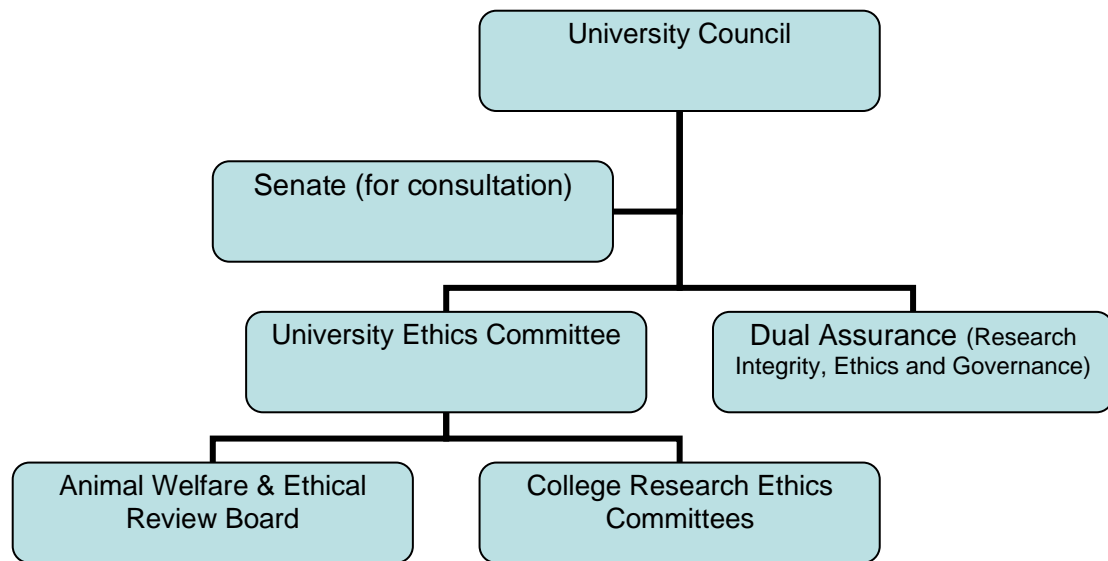 University Council
Senate (for consultation)
University Ethics Committee
Dual Assurance (Research
Integrity, Ethics and Governance)
Animal Welfare & Ethical
Review Board
College Research Ethics
Committees